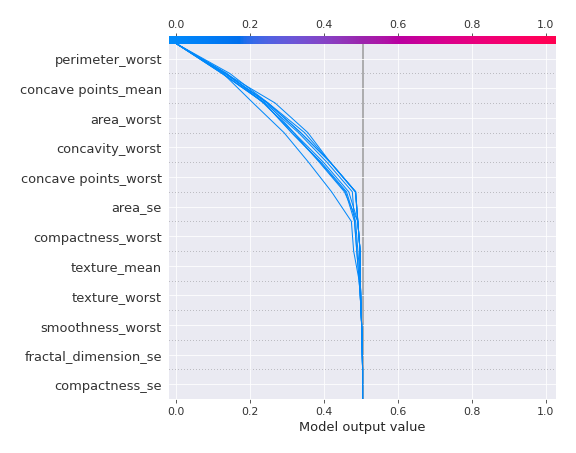 0.0 0.2 0.4 0.6 0.8 1.0
perimeter_worst
concave points_mean
area_worst
concavity_worst
concave points_worst
area_se
compactness_worst
texture_mean
texture_worst
smoothness_worst
fractal_dimension_se
compactness_se
0.0 0.2 0.4 0.6 0.8 1.0
Model output value